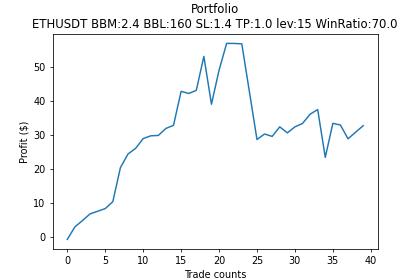 Portfolio
ETHUSDT BBM:2.4 BBL:160 SL:1.4 TP:1.0 lev:15 WinRatio:70.0
Profit ($)
50
40
30
20
10
0
0 5 10 15 20 25 30 35 40
Trade counts